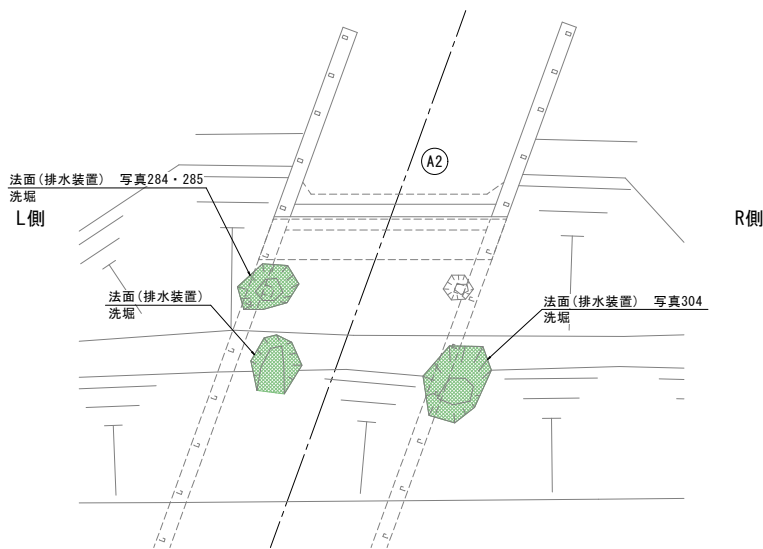 A2
法面(排水装置) 写真284・285
洗堀
L側
R側
法面(排水装置)
洗堀
法面(排水装置) 写真304
洗堀